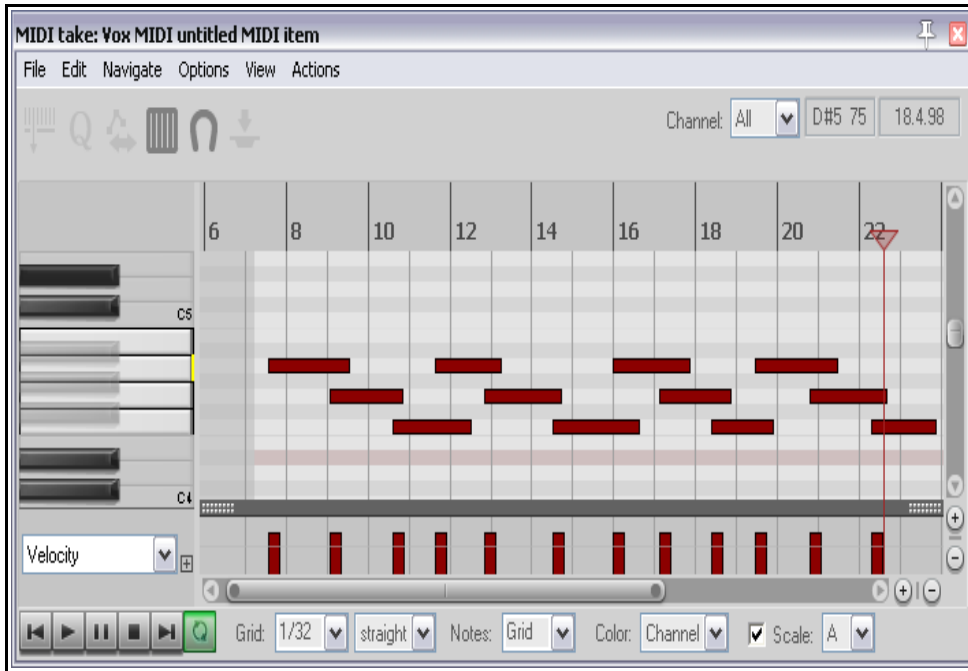 MIDI take: Vox MIDI untitled MIDI item
File Edit Navigate Options View Actions
Q
Channel: All D#5 75 18.4.98
6 8 10 12 14 16 18 20 22
C5
C4
Velocity
Grid: 1/32 straight Notes: Grid Color: Channel Scale: A